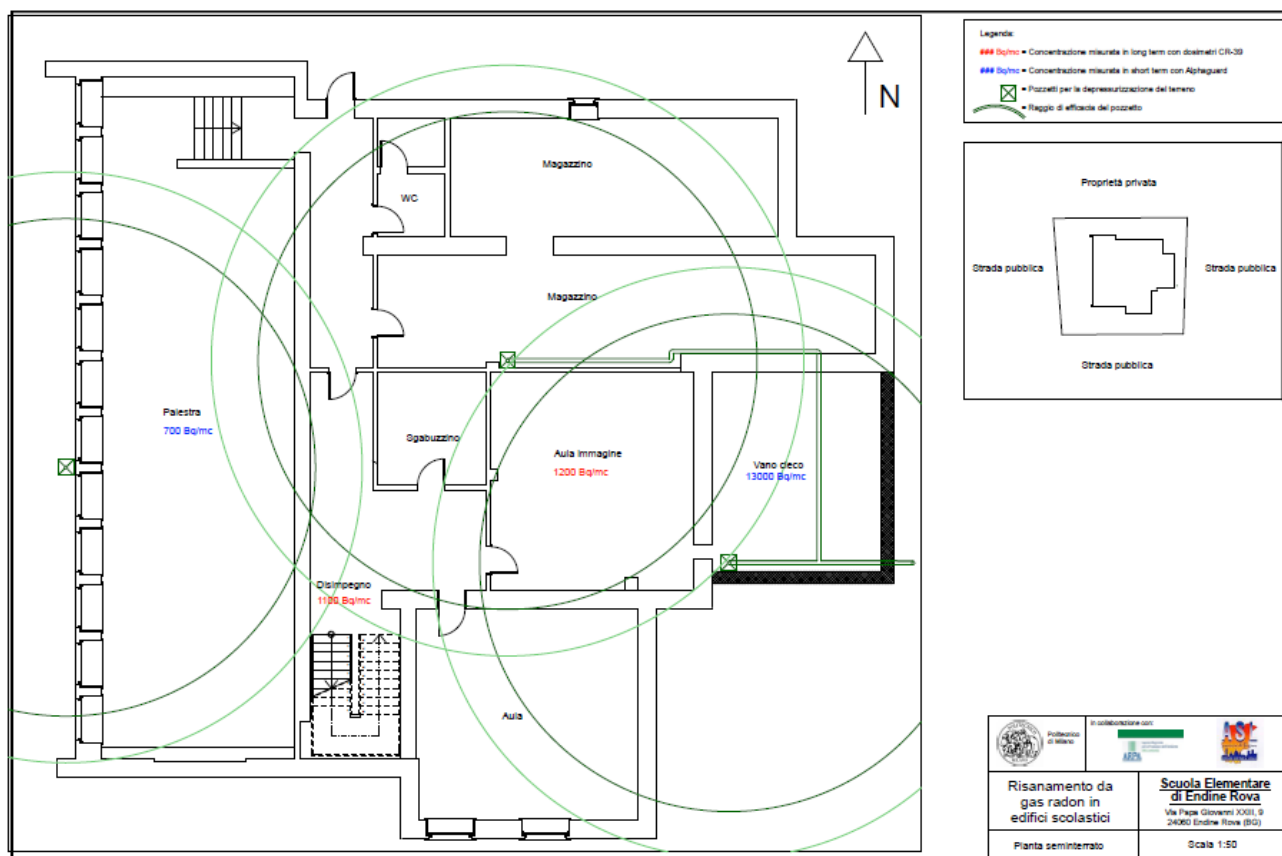 Legenda:
### Bq/mc = Concentrazione misurata in long term con dosimetri CR-39
### Bq/mc = Concentrazione misurata in short term con Alphaguard
= Pozzetti per la depressurizzazione del terreno
= Raggio di efficacia del pozzetto
N
Magazzino
WC
Magazzino
Palestra
700 Bq/mc
Sgabuzzino
Aula Immagine
1200 Bq/mc
Vano cieco
13000 Bq/mc
Disimpegno
1100 Bq/mc
Aula
Proprietà privata
Strada pubblica
Strada pubblica
Strada pubblica
Politecnico
di Milano
In collaborazione con:
ARPA
ASL
Risanamento da
gas radon in
edifici scolastici
Scuola Elementare
di Endine Rova
Via Papa Giovanni XXIII, 9
24060 Endine Rova (BG)
Planta seminterrato
Scala 1:50